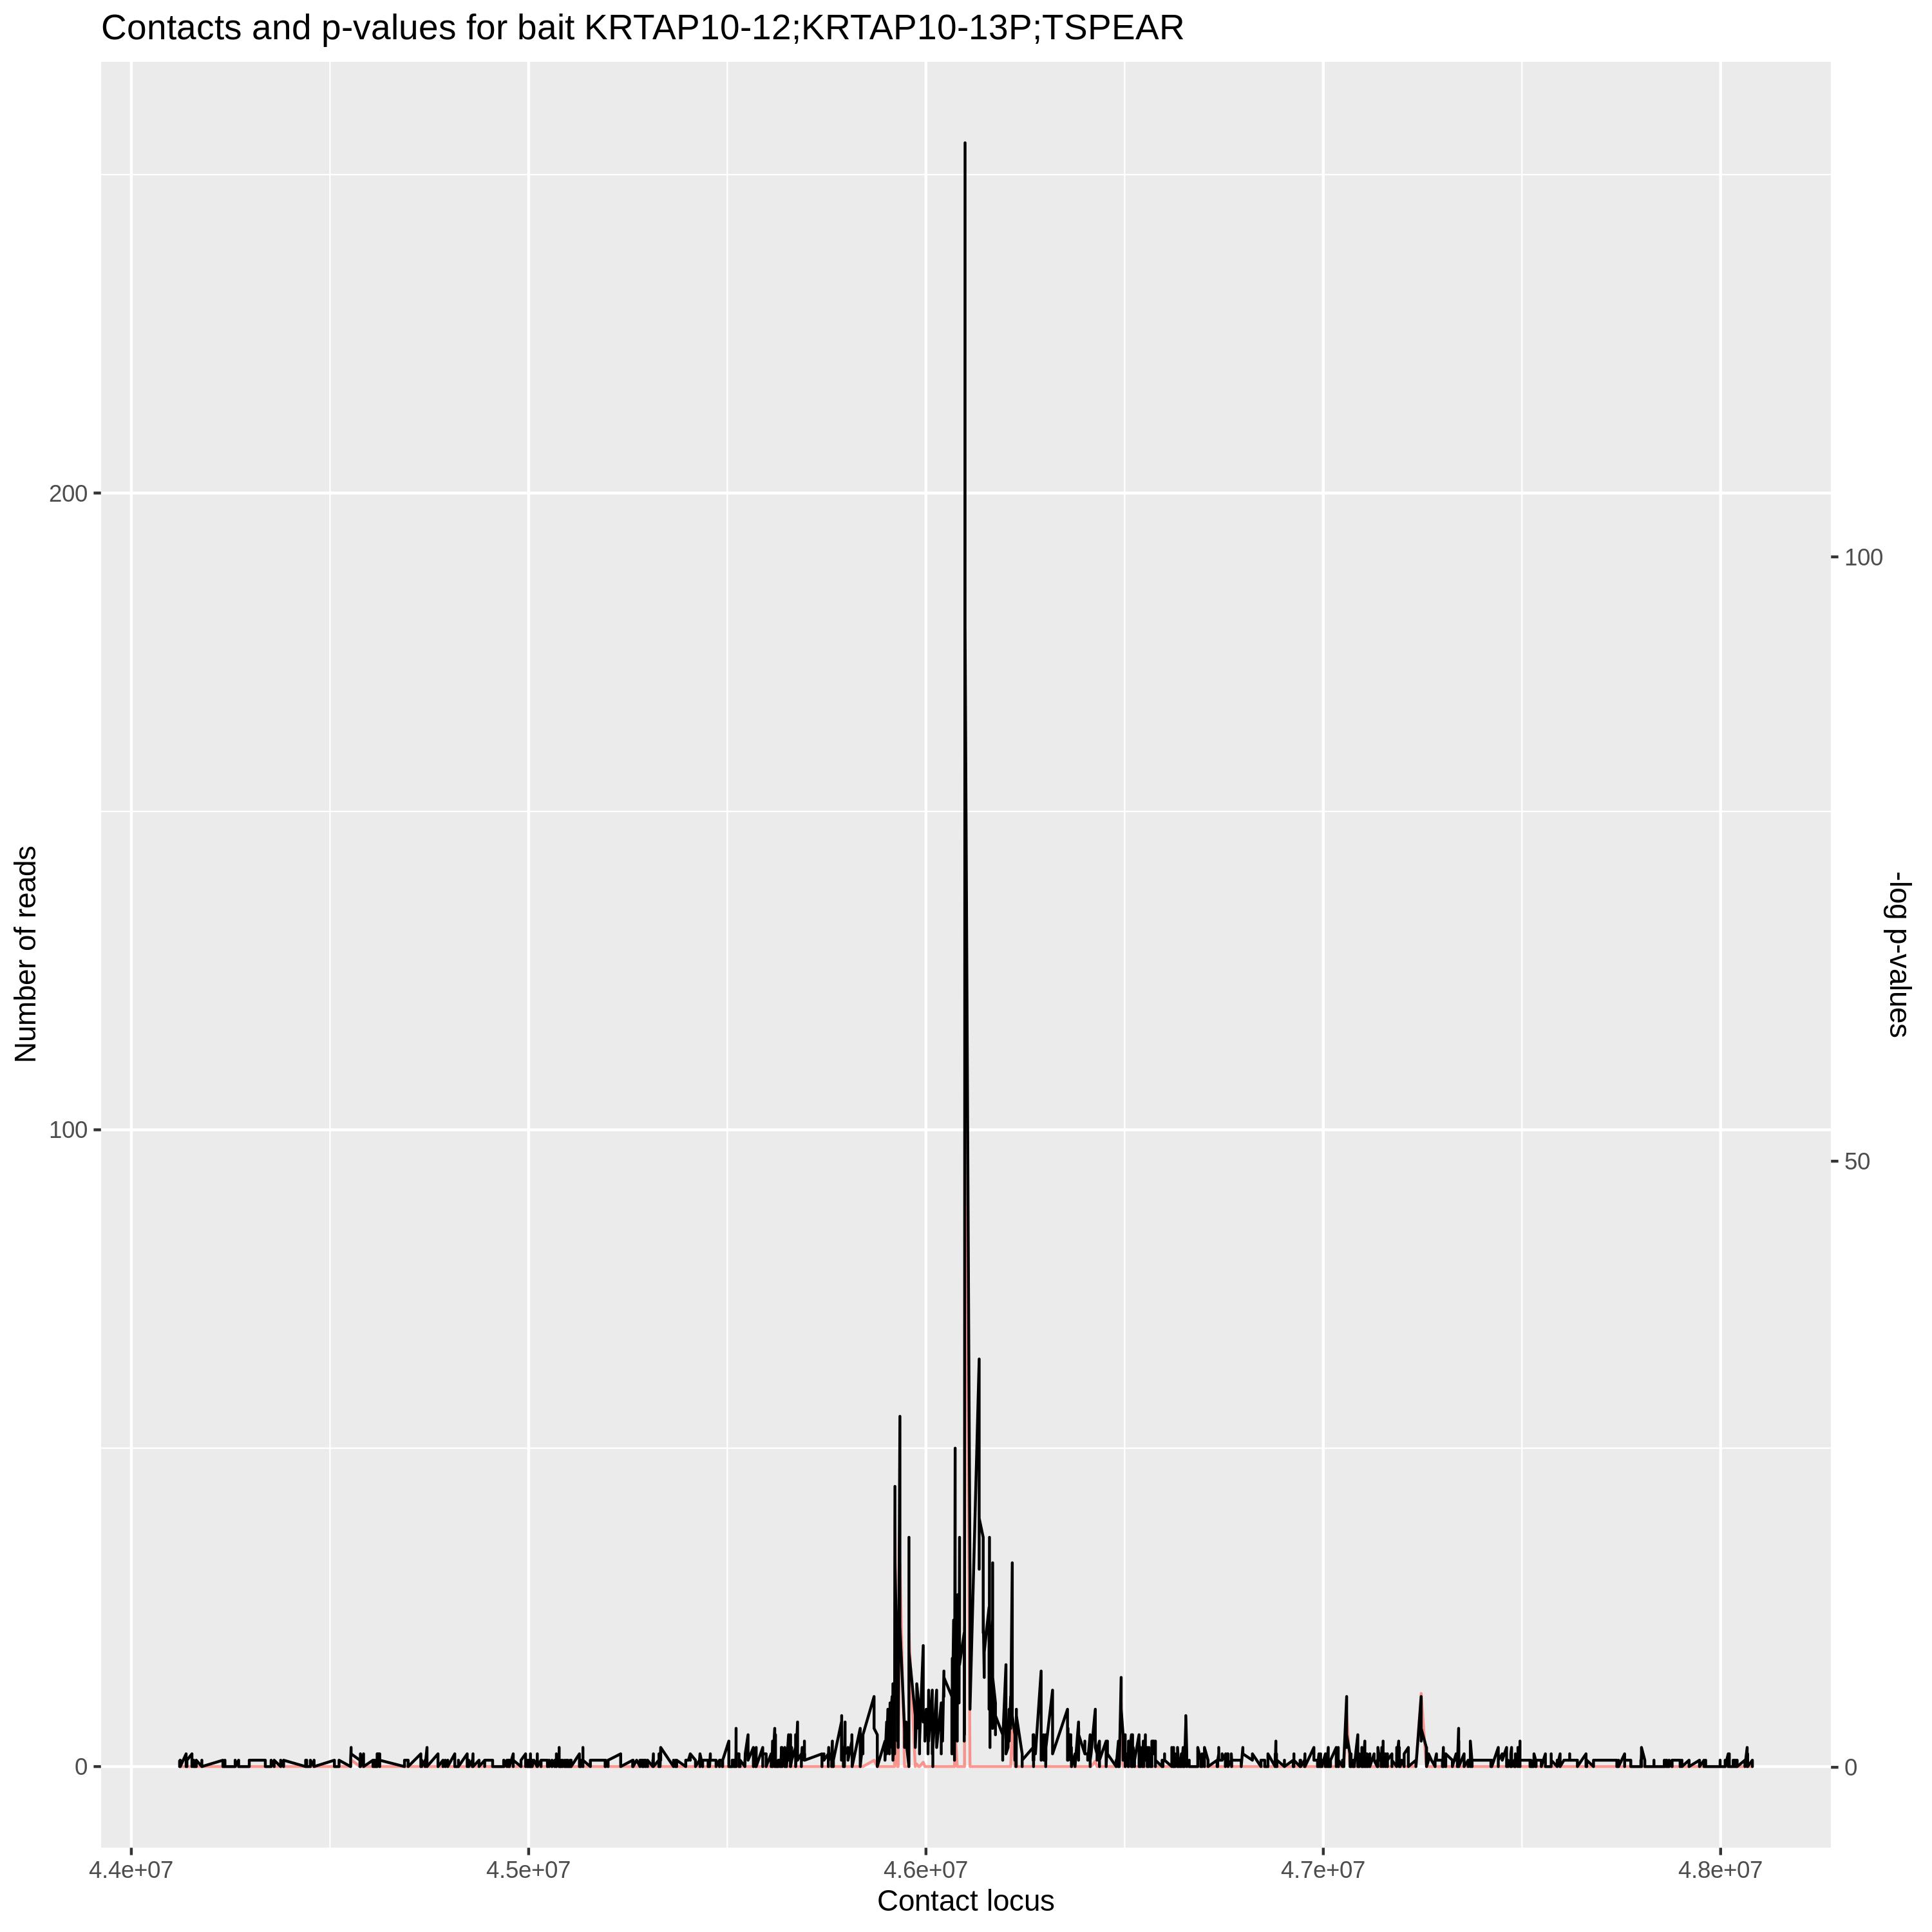 Contacts and p-values for bait KRTAP10-12;KRTAP10-13P;TSPEAR
Number of reads
200
100
0
100
50
0
-log p-values
4.4e+07
4.5e+07
4.6e+07
4.7e+07
4.8e+07
Contact locus